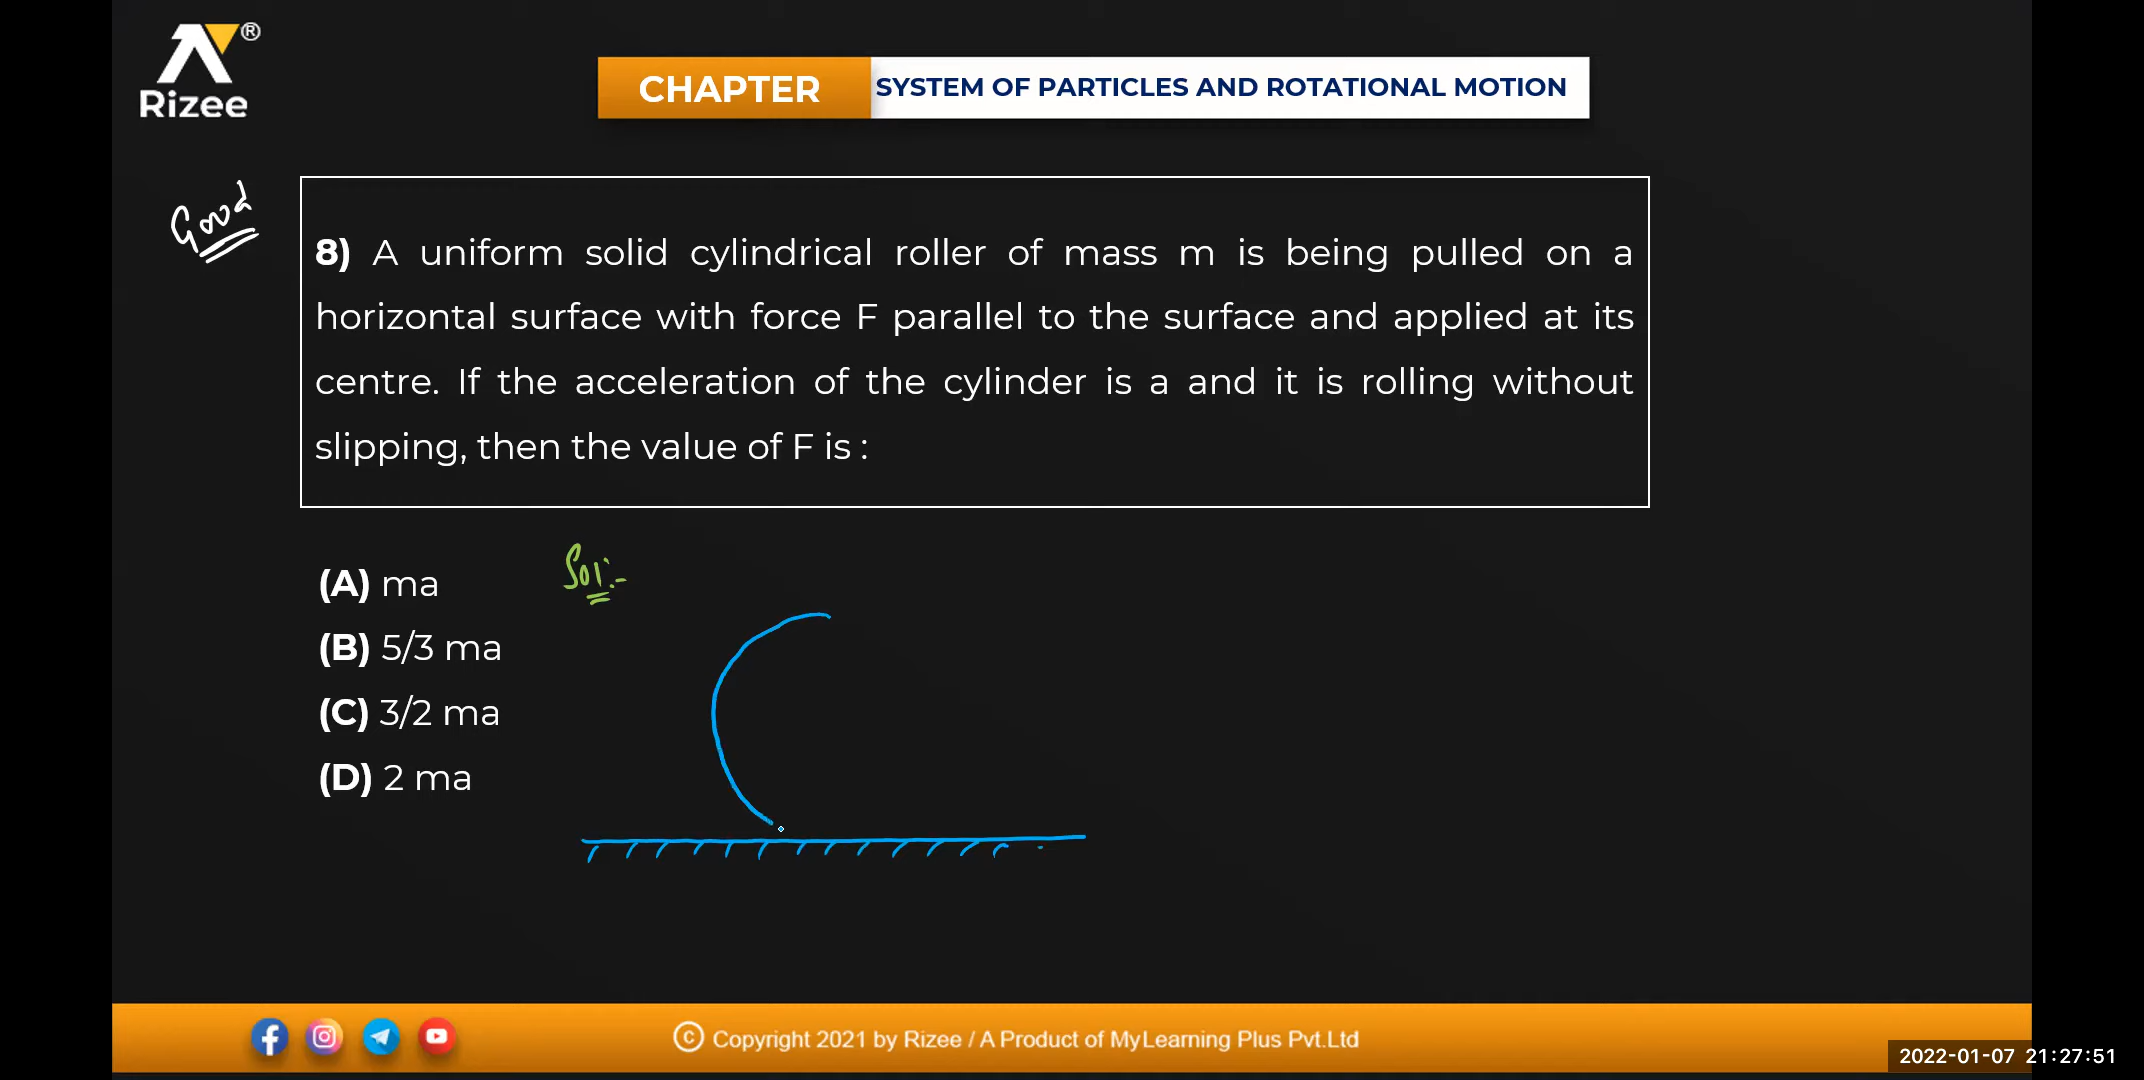 Rizee
®
CHAPTER SYSTEM OF PARTICLES AND ROTATIONAL MOTION
Good
8) A uniform solid cylindrical roller of mass m is being pulled on a
horizontal surface with force F parallel to the surface and applied at its
centre. If the acceleration of the cylinder is a and it is rolling without
slipping, then the value of F is :
(A) ma
Sol:-
(B) 5/3 ma
(C) 3/2 ma
(D) 2 ma
© Copyright 2021 by Rizee / A Product of MyLearning Plus Pvt.Ltd
2022-01-07 21:27:51